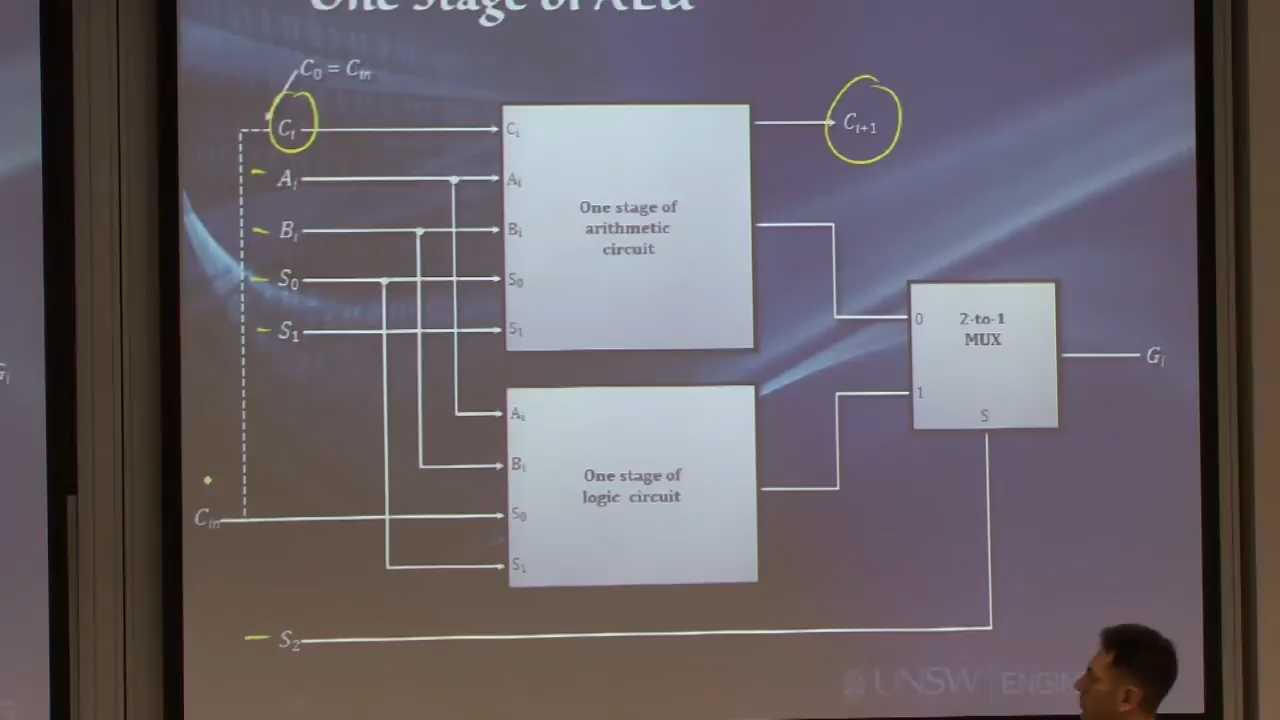 One Stage of ALU
C₀ = Cᵢₙ
Cᵢ
Cᵢ
Cᵢ₊₁
Aᵢ
Aᵢ
Bᵢ
Bᵢ
S₀
S₀
S₁
S₁
One stage of
arithmetic
circuit
0
1
2-to-1
MUX
S
Gᵢ
Gᵢ
Aᵢ
Bᵢ
Cᵢₙ
S₀
S₁
One stage of
logic circuit
S₂
UNSW